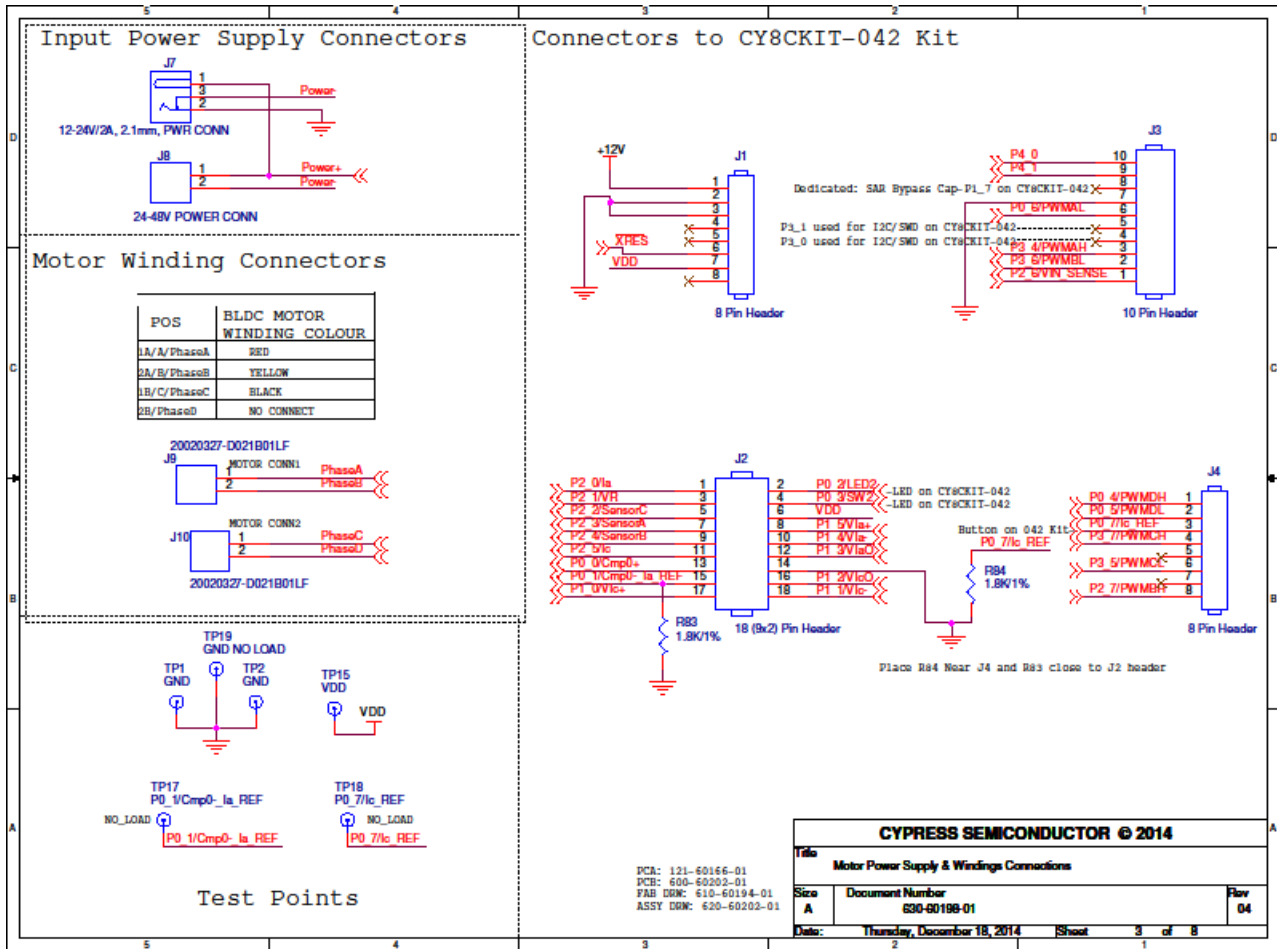 5 4 3 2 1
Input Power Supply Connectors
J7
1
3
2
Power-
12-24V/2A, 2.1mm, PWR CONN
J8
1
2
Power+
Power-
24-48V POWER CONN
Motor Winding Connectors
POS BLDC MOTOR WINDING COLOUR
1A/A/PhaseA RED
2A/B/PhaseB YELLOW
1B/C/PhaseC BLACK
2B/PhaseD NO CONNECT
20020327-D021B01LF
J9
MOTOR CONN1
1 PhaseA
2 PhaseB
MOTOR CONN2
J10
1 PhaseC
2 PhaseD
20020327-D021B01LF
TP19
GND NO LOAD
TP1
GND
TP2
GND
TP15
VDD
VDD
TP17
P0_1/Cmp0-_Ia_REF
NO_LOAD
P0_1/Cmp0-_Ia_REF
TP18
P0_7/Ic_REF
NO_LOAD
P0_7/Ic_REF
Test Points
Connectors to CY8CKIT-042 Kit
+12V
J1
1
2
3
4
5
XRES 6
VDD 7
8
8 Pin Header
J3
P4_0 10
P4_1 9
Dedicated: SAR Bypass Cap-P1_7 on CY8CKIT-042 8
7
P0_6/PWMAL 6
P3_1 used for I2C/SWD on CY8CKIT-042 5
P3_0 used for I2C/SWD on CY8CKIT-042 4
P3_4/PWMAH 3
P3_6/PWMBL 2
P2_6/VIN_SENSE 1
10 Pin Header
J2
P2_0/Ia 1 2 P0_2/LED2 -LED on CY8CKIT-042
P2_1/VR 3 4 P0_3/SW2 -LED on CY8CKIT-042
P2_2/SensorC 5 6 VDD
P2_3/SensorA 7 8 P1_5/VIa+
P2_4/SensorB 9 10 P1_4/VIa-
P2_5/Ic 11 12 P1_3/VIaO
P0_0/Cmp0+ 13 14
P0_1/Cmp0-_Ia_REF 15 16 P1_2/VIcO
P1_0/VIc+ 17 18 P1_1/VIc-
R83
1.8K/1%
18 (9x2) Pin Header
Button on 042 Kit
P0_7/Ic_REF
R84
1.8K/1%
J4
P0_4/PWMDH 1
P0_5/PWMDL 2
P0_7/Ic_REF 3
P3_7/PWMCH 4
5
P3_5/PWMCL 6
7
P2_7/PWMBH 8
8 Pin Header
Place R84 Near J4 and R83 close to J2 header
PCA: 121-60166-01
PCB: 600-60202-01
FAB DRW: 610-60194-01
ASSY DRW: 620-60202-01
CYPRESS SEMICONDUCTOR © 2014
Title
Motor Power Supply & Windings Connections
Size Document Number Rev
A 630-60198-01 04
Date: Thursday, December 18, 2014 Sheet 3 of 8
D
C
B
A
D
C
B
A
5 4 3 2 1